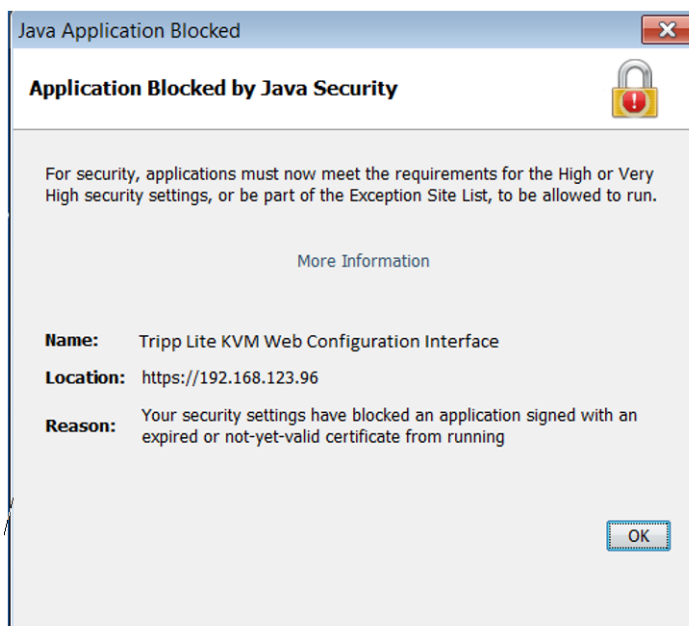 Java Application Blocked
Application Blocked by Java Security
For security, applications must now meet the requirements for the High or Very
High security settings, or be part of the Exception Site List, to be allowed to run.
More Information
Name: Tripp Lite KVM Web Configuration Interface
Location: https://192.168.123.96
Reason: Your security settings have blocked an application signed with an
expired or not-yet-valid certificate from running
OK